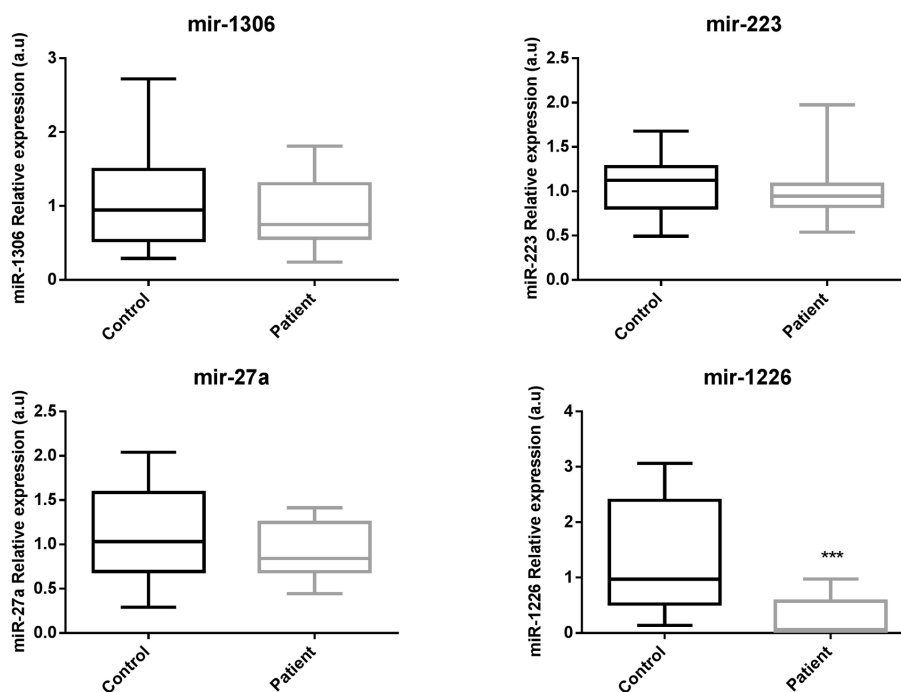 mir-1306
miR-1306 Relative expression (a.u)
3
2
1
0
Control
Patient
mir-223
miR-223 Relative expression (a.u)
2.5
2.0
1.5
1.0
0.5
0.0
Control
Patient
mir-27a
miR-27a Relative expression (a.u)
2.5
2.0
1.5
1.0
0.5
0.0
Control
Patient
mir-1226
miR-1226 Relative expression (a.u)
4
3
2
1
0
***
Control
Patient